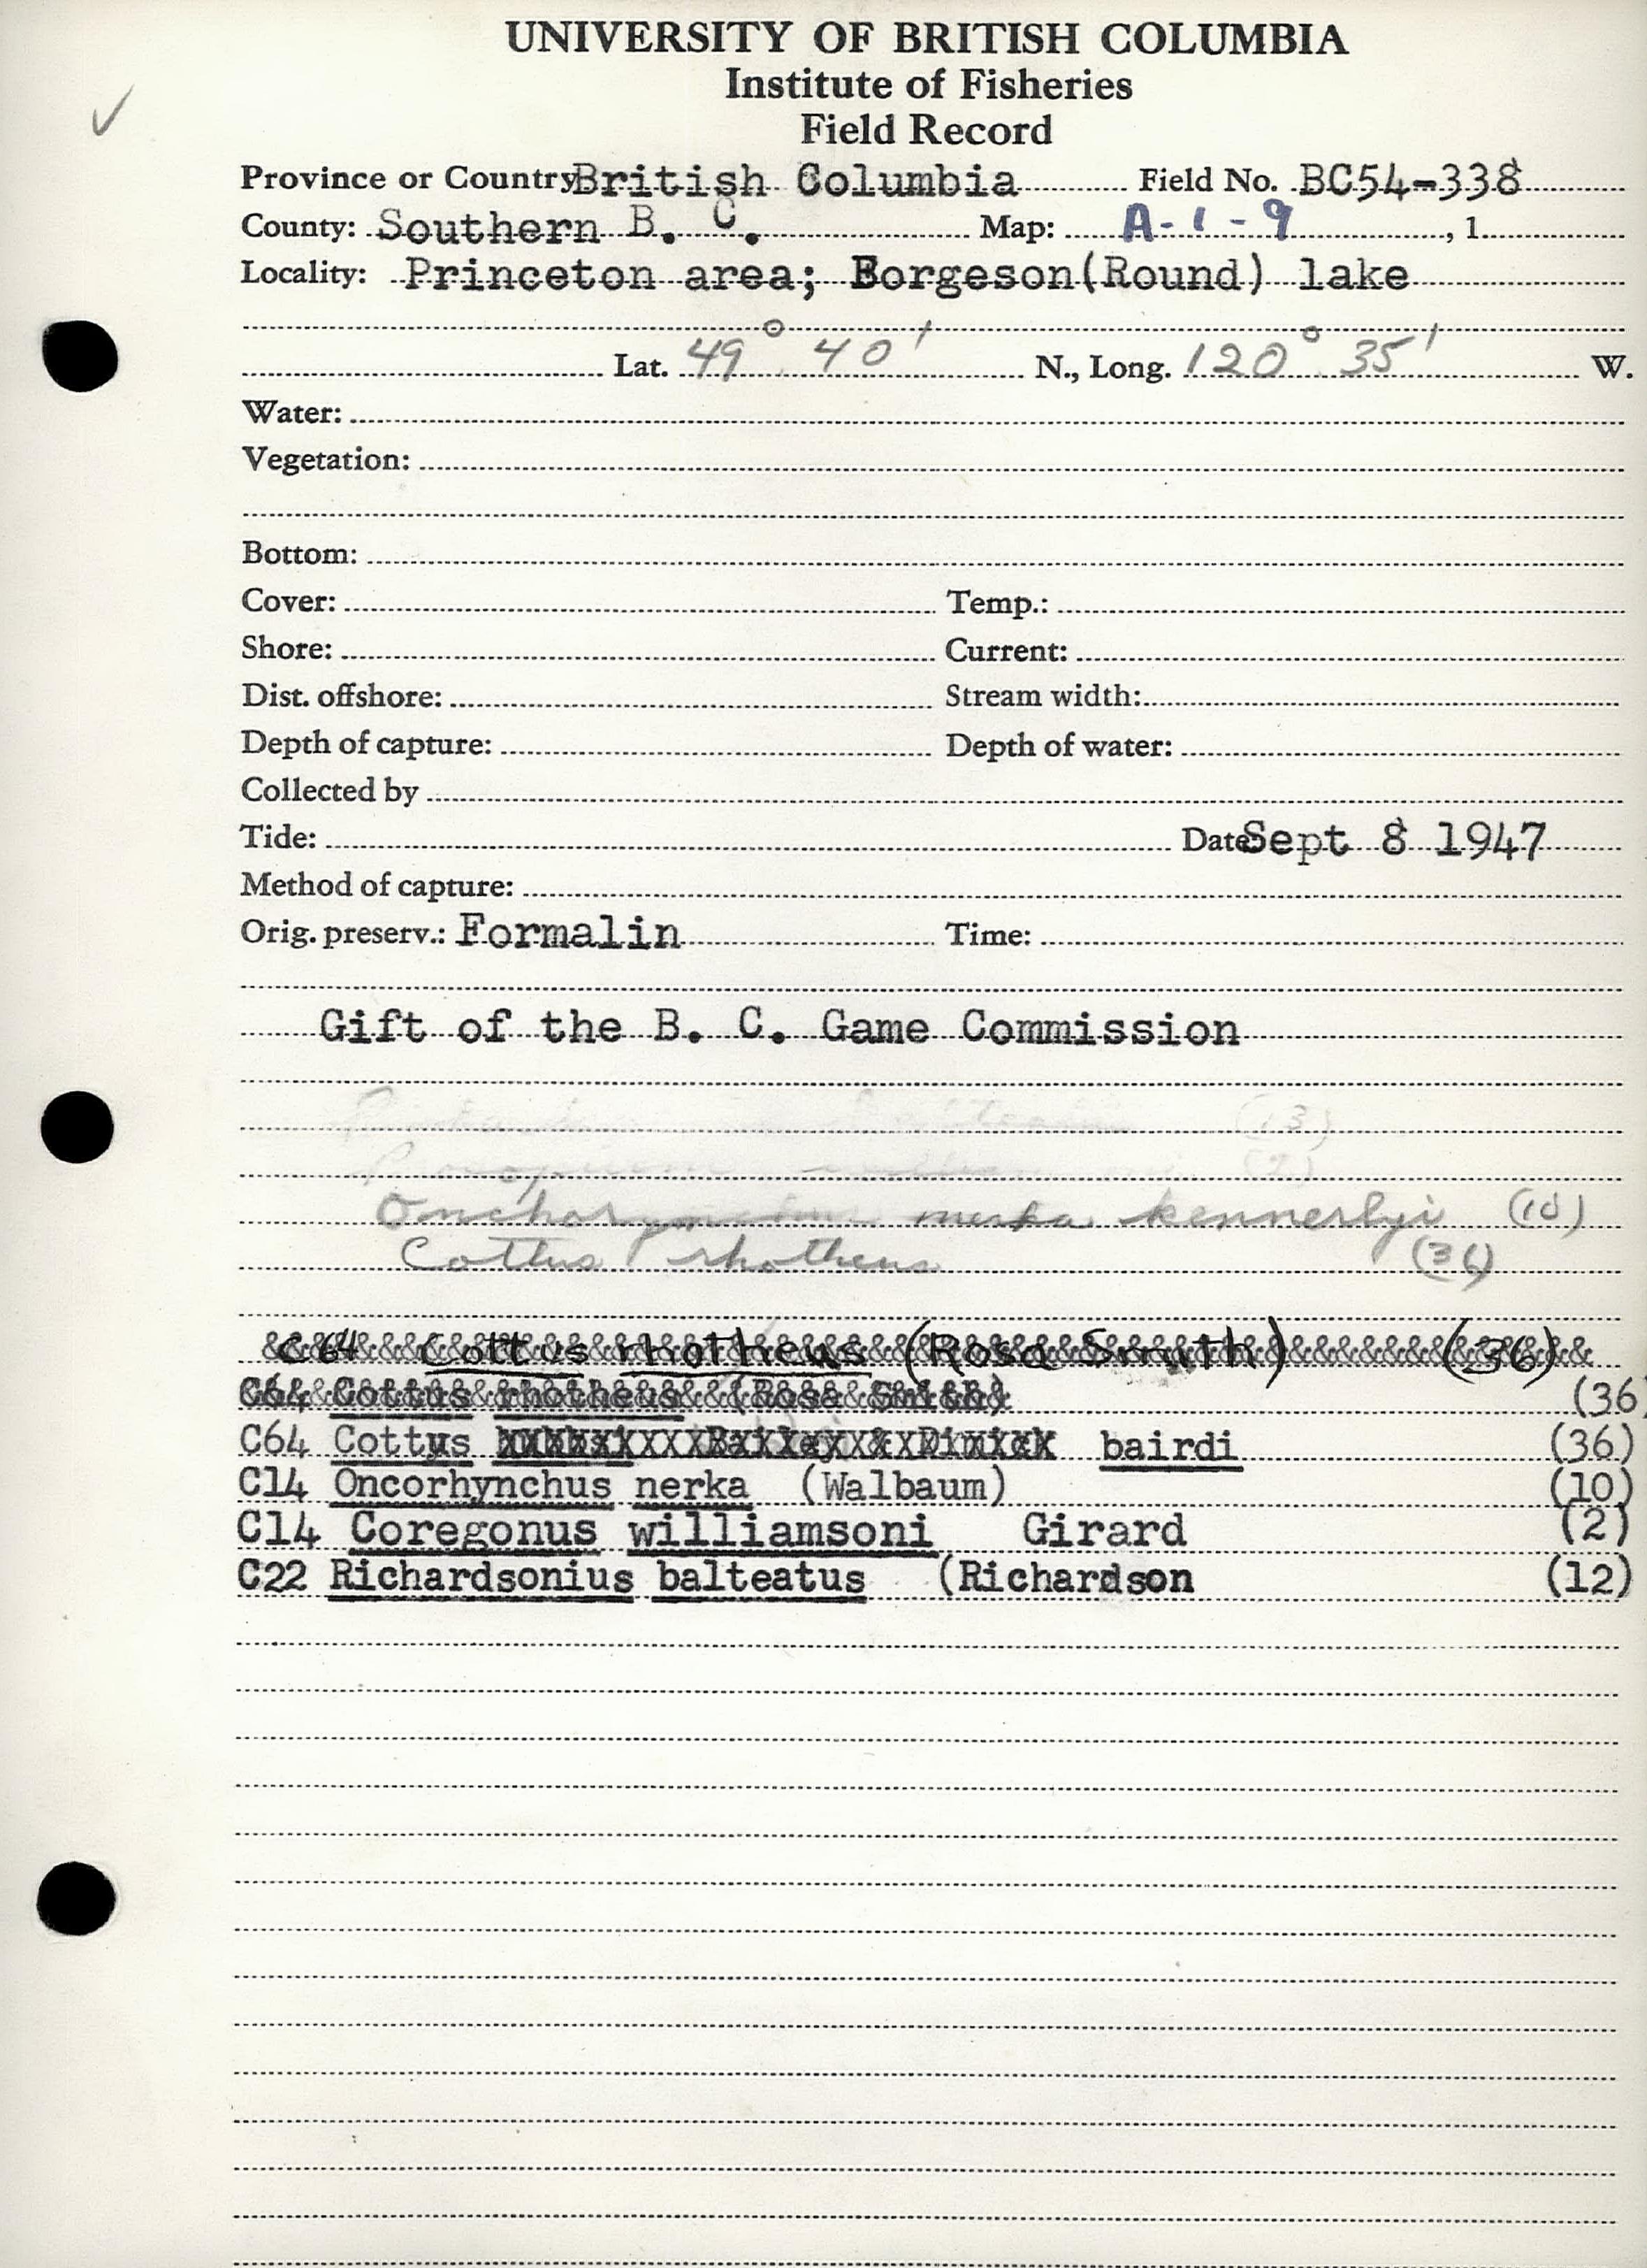 UNIVERSITY OF BRITISH COLUMBIA
Institute of Fisheries
Field Record
Province or Country British Columbia Field No. BC54-338
County: Southern B. C. Map: A-1-9 , 1
Locality: Princeton area; Borgeson(Round) lake
Lat. 49° 40' N., Long. 120° 35' W.
Water:
Vegetation:
Bottom:
Cover: Temp.:
Shore: Current:
Dist. offshore: Stream width:
Depth of capture: Depth of water:
Collected by
Tide: Date Sept 8 1947
Method of capture:
Orig. preserv.: Formalin Time:
Gift of the B. C. Game Commission
(13)
(2)
kennerlyi (10)
Cottus rhotheus (36)
C64 Cottus rhotheus (Rosa Smith) (36)
C64 Cottus rhotheus (Rosa Smith) (36)
C64 Cottus Bailey & Dimick bairdi (36)
C14 Oncorhynchus nerka (Walbaum) (10)
C14 Coregonus williamsoni Girard (2)
C22 Richardsonius balteatus (Richardson (12)